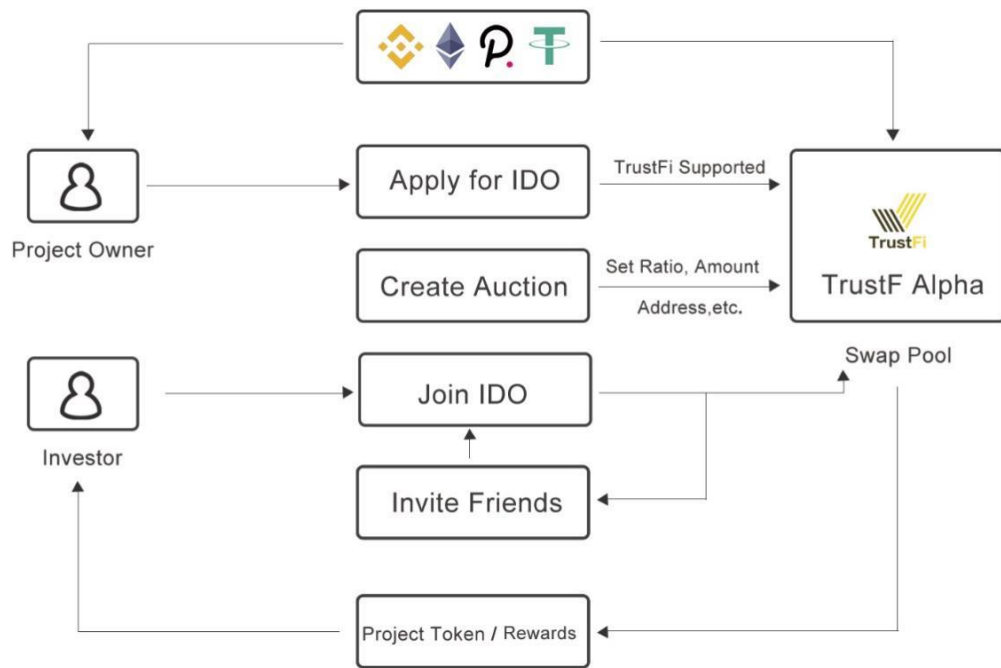 Apply for IDO
TrustFi Supported
Project Owner
TrustFi
TrustF Alpha
Create Auction
Set Ratio, Amount
Address,etc.
Swap Pool
Join IDO
Investor
Invite Friends
Project Token / Rewards